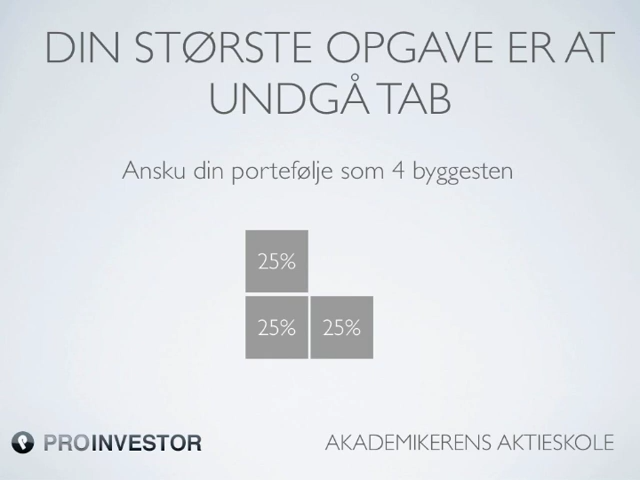 DIN STØRSTE OPGAVE ER AT
UNDGÅ TAB
Ansku din portefølje som 4 byggesten
25%
25% 25%
PROINVESTOR
AKADEMIKERENS AKTIESKOLE